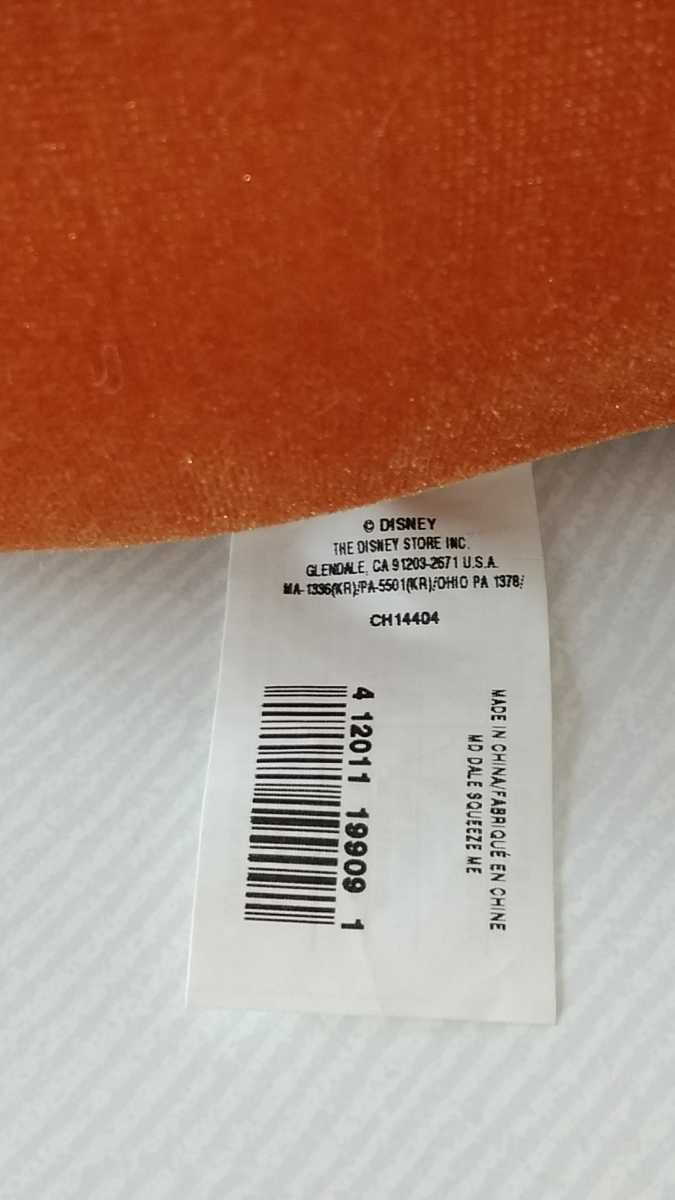 © DISNEY
THE DISNEY STORE INC.
GLENDALE, CA 91203-2671 U.S.A.
MA-1336(KR)/PA-5501(KR)/OHIO PA 1378/
CH14404
MADE IN CHINA/FABRIQUÉ EN CHINE
MD DALE SQUEEZE ME
4 12011 19909 1